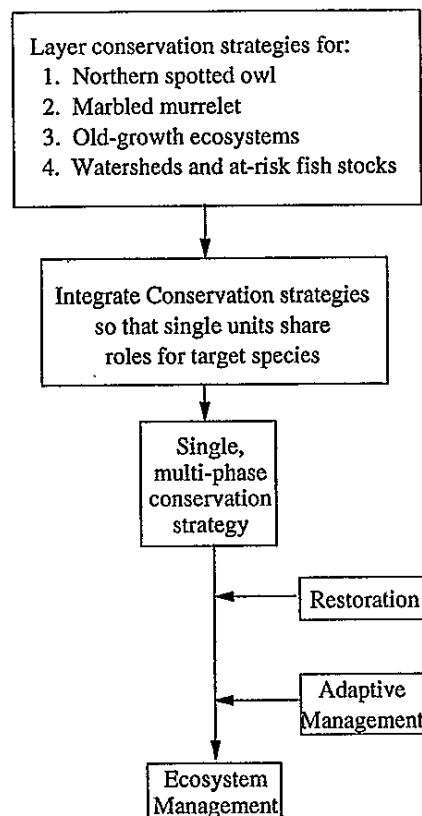 Layer conservation strategies for:
1. Northern spotted owl
2. Marbled murrelet
3. Old-growth ecosystems
4. Watersheds and at-risk fish stocks
Integrate Conservation strategies
so that single units share
roles for target species
Single,
multi-phase
conservation
strategy
Restoration
Adaptive
Management
Ecosystem
Management